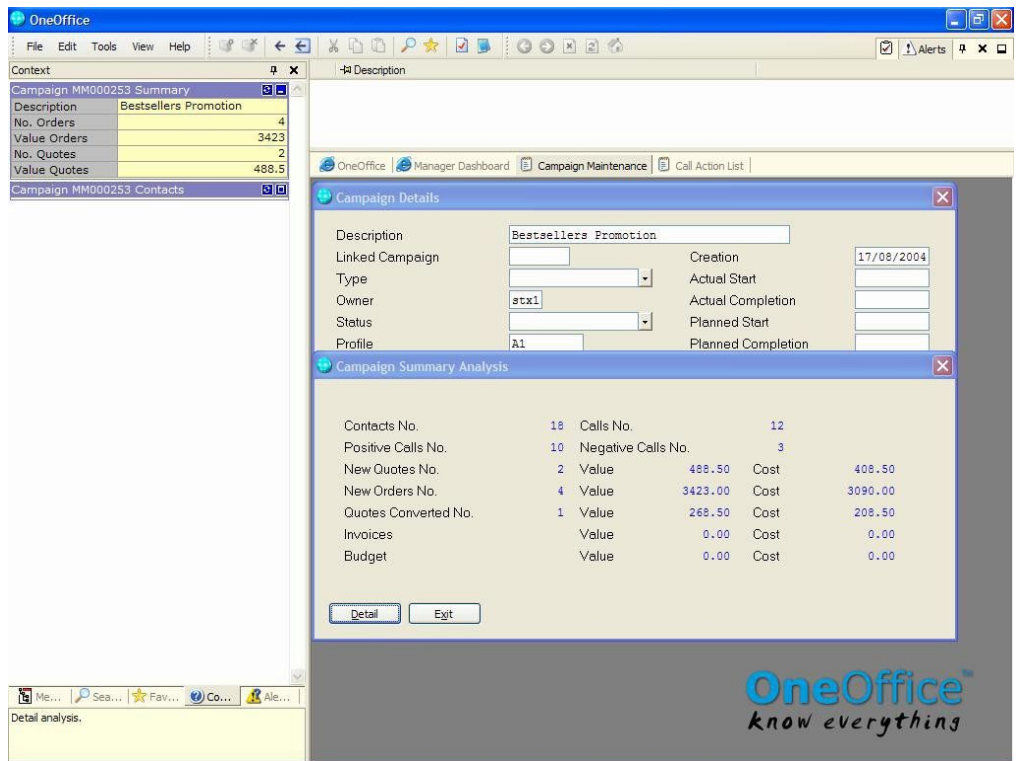 OneOffice
File Edit Tools View Help
Alerts
Context
Description
Campaign MM000253 Summary
Description Bestsellers Promotion
No. Orders 4
Value Orders 3423
No. Quotes 2
Value Quotes 488.5
Campaign MM000253 Contacts
OneOffice Manager Dashboard Campaign Maintenance Call Action List
Campaign Details
Description Bestsellers Promotion
Linked Campaign Creation 17/08/2004
Type Actual Start
Owner stx1 Actual Completion
Status Planned Start
Profile A1 Planned Completion
Campaign Summary Analysis
Contacts No. 18 Calls No. 12
Positive Calls No. 10 Negative Calls No. 3
New Quotes No. 2 Value 488.50 Cost 408.50
New Orders No. 4 Value 3423.00 Cost 3090.00
Quotes Converted No. 1 Value 268.50 Cost 208.50
Invoices Value 0.00 Cost 0.00
Budget Value 0.00 Cost 0.00
Detail Exit
Me... Sea... Fav... Co... Ale...
Detail analysis.
OneOffice™
know everything